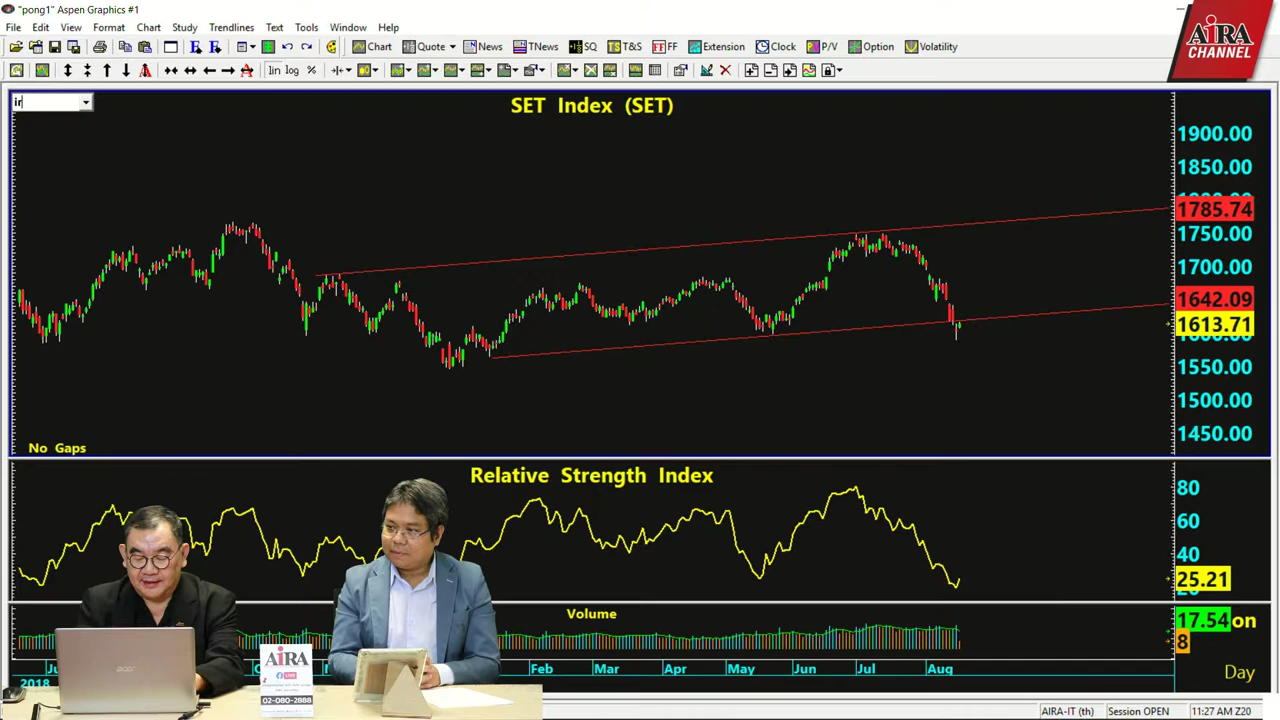 "pong1" Aspen Graphics #1
File Edit View Format Chart Study Trendlines Text Tools Window Help
Chart Quote News TNews SQ T&S FF Extension Clock P/V Option Volatility
lin log %
AiRA
CHANNEL
ir
SET Index (SET)
1900.00
1850.00
1785.74
1750.00
1700.00
1642.09
1613.71
1550.00
1500.00
1450.00
No Gaps
Relative Strength Index
80
60
40
25.21
Volume
17.54 on
8
Feb Mar Apr May Jun Jul Aug
2018
Day
acer
AiRA
LIVE
02-080-2888
AIRA-IT (th) Session OPEN 11:27 AM Z20